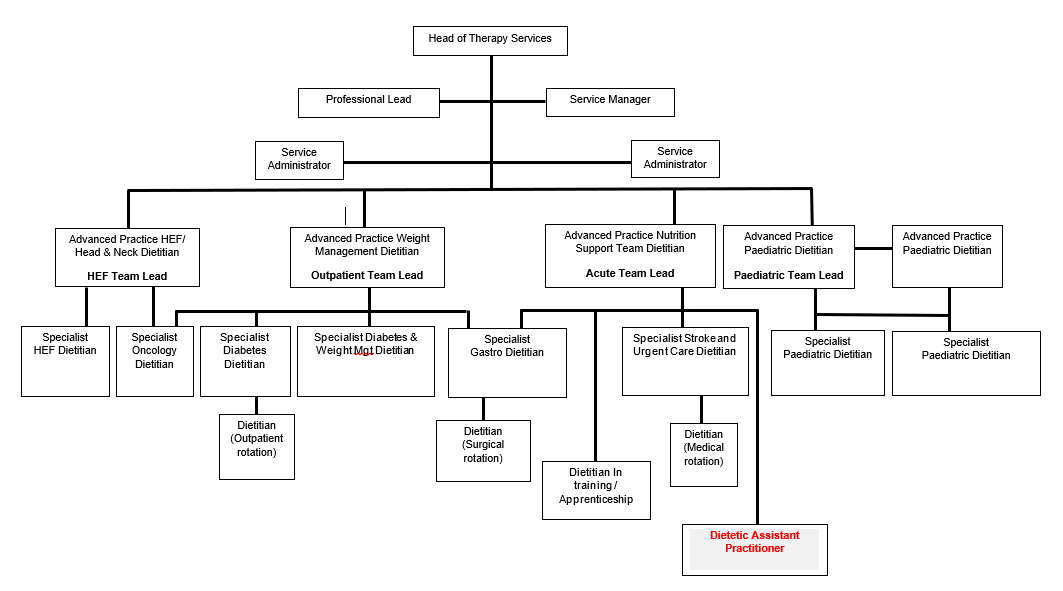 Head of Therapy Services
Professional Lead
Service Manager
Service
Administrator
Service
Administrator
Advanced Practice HEF/
Head & Neck Dietitian
HEF Team Lead
Advanced Practice Weight
Management Dietitian
Outpatient Team Lead
Advanced Practice Nutrition
Support Team Dietitian
Acute Team Lead
Advanced Practice
Paediatric Dietitian
Paediatric Team Lead
Advanced Practice
Paediatric Dietitian
Specialist
HEF Dietitian
Specialist
Oncology
Dietitian
Specialist
Diabetes
Dietitian
Specialist Diabetes &
Weight Mgt Dietitian
Specialist
Gastro Dietitian
Specialist Stroke and
Urgent Care Dietitian
Specialist
Paediatric Dietitian
Specialist
Paediatric Dietitian
Dietitian
(Outpatient
rotation)
Dietitian
(Surgical
rotation)
Dietitian In
training /
Apprenticeship
Dietitian
(Medical
rotation)
Dietetic Assistant
Practitioner